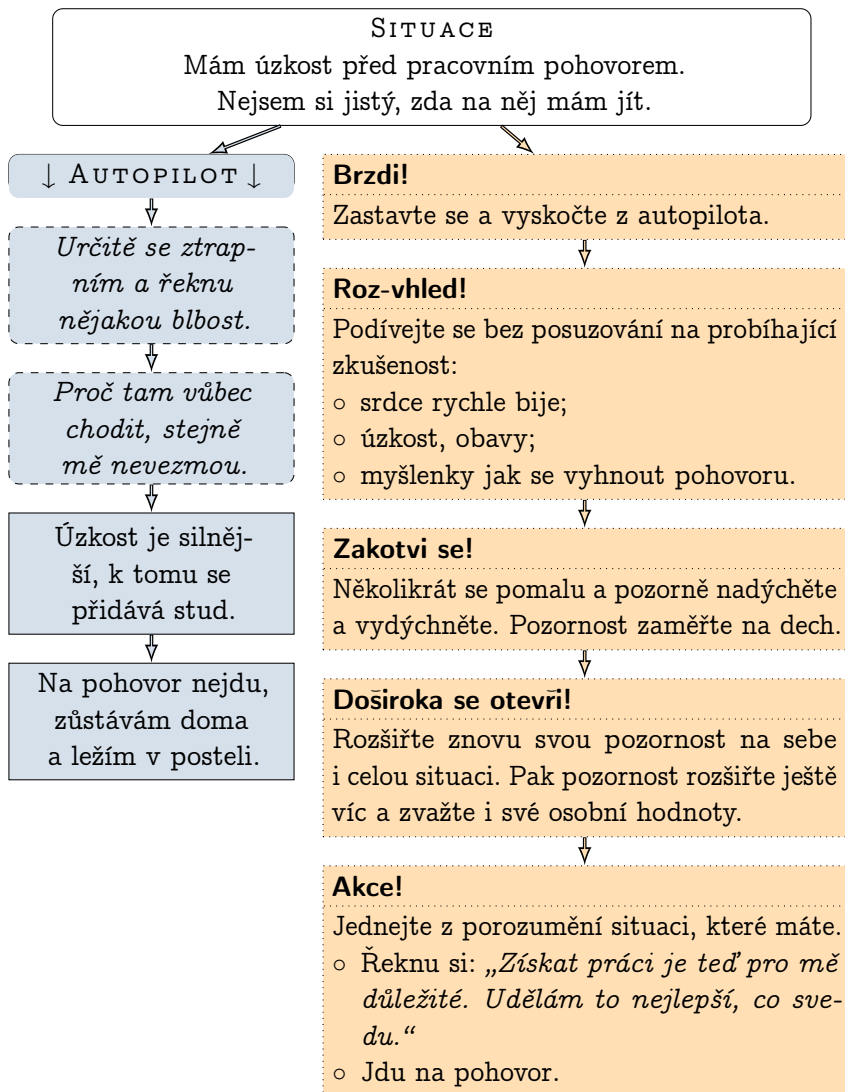 SITUACE
Mám úzkost před pracovním pohovorem.
Nejsem si jistý, zda na něj mám jít.
↓ AUTOPILOT ↓
Určitě se ztrap-
ním a řeknu
nějakou blbost.
Proč tam vůbec
chodit, stejně
mě nevezmou.
Úzkost je silněj-
ší, k tomu se
přidává stud.
Na pohovor nejdu,
zůstávám doma
a ležím v posteli.
Brzdi!
Zastavte se a vyskočte z autopilota.
Roz-vhled!
Podívejte se bez posuzování na probíhající
zkušenost:
○ srdce rychle bije;
○ úzkost, obavy;
○ myšlenky jak se vyhnout pohovoru.
Zakotvi se!
Několikrát se pomalu a pozorně nadýchěte
a vydýchněte. Pozornost zaměřte na dech.
Doširoka se otevři!
Rozšiřte znovu svou pozornost na sebe
i celou situaci. Pak pozornost rozšiřte ještě
víc a zvažte i své osobní hodnoty.
Akce!
Jednejte z porozumění situaci, které máte.
○ Řeknu si: „Získat práci je teď pro mě
důležité. Udělám to nejlepší, co sve-
du.“
○ Jdu na pohovor.